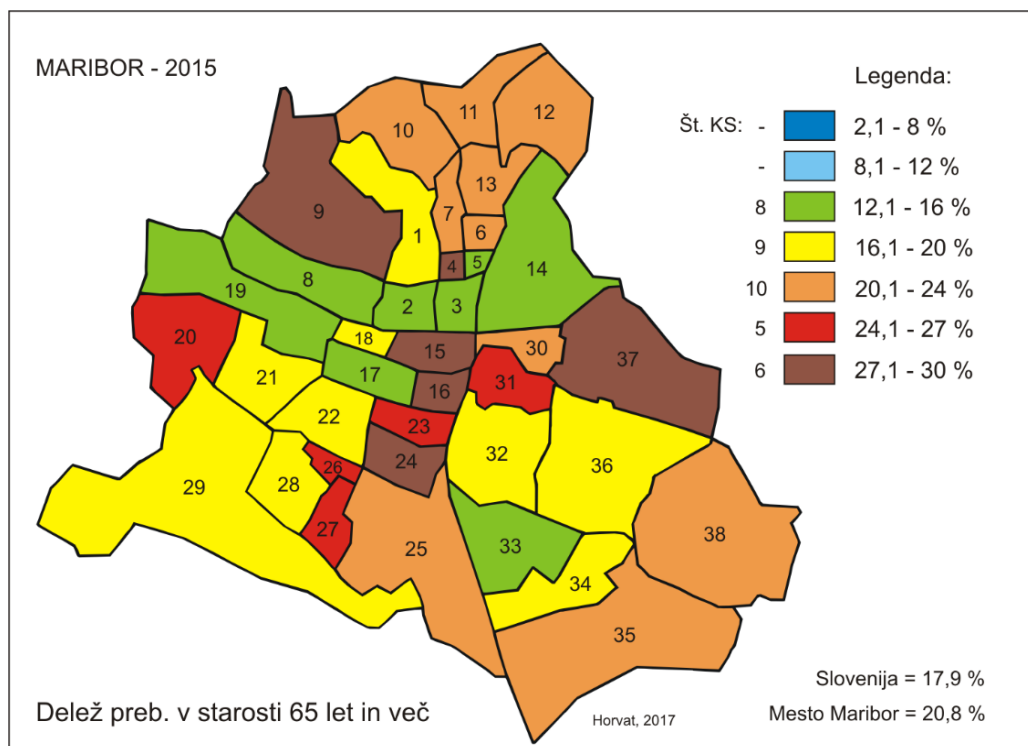 MARIBOR - 2015
Legenda:
Št. KS:
- 2,1 - 8 %
- 8,1 - 12 %
8 12,1 - 16 %
9 16,1 - 20 %
10 20,1 - 24 %
5 24,1 - 27 %
6 27,1 - 30 %
11
12
10
13
9
7
6
1
4
5
14
8
19
2
3
20
18
15
30
37
21
17
16
31
22
23
32
36
24
26
28
29
27
25
33
38
34
35
Slovenija = 17,9 %
Mesto Maribor = 20,8 %
Delež preb. v starosti 65 let in več
Horvat, 2017